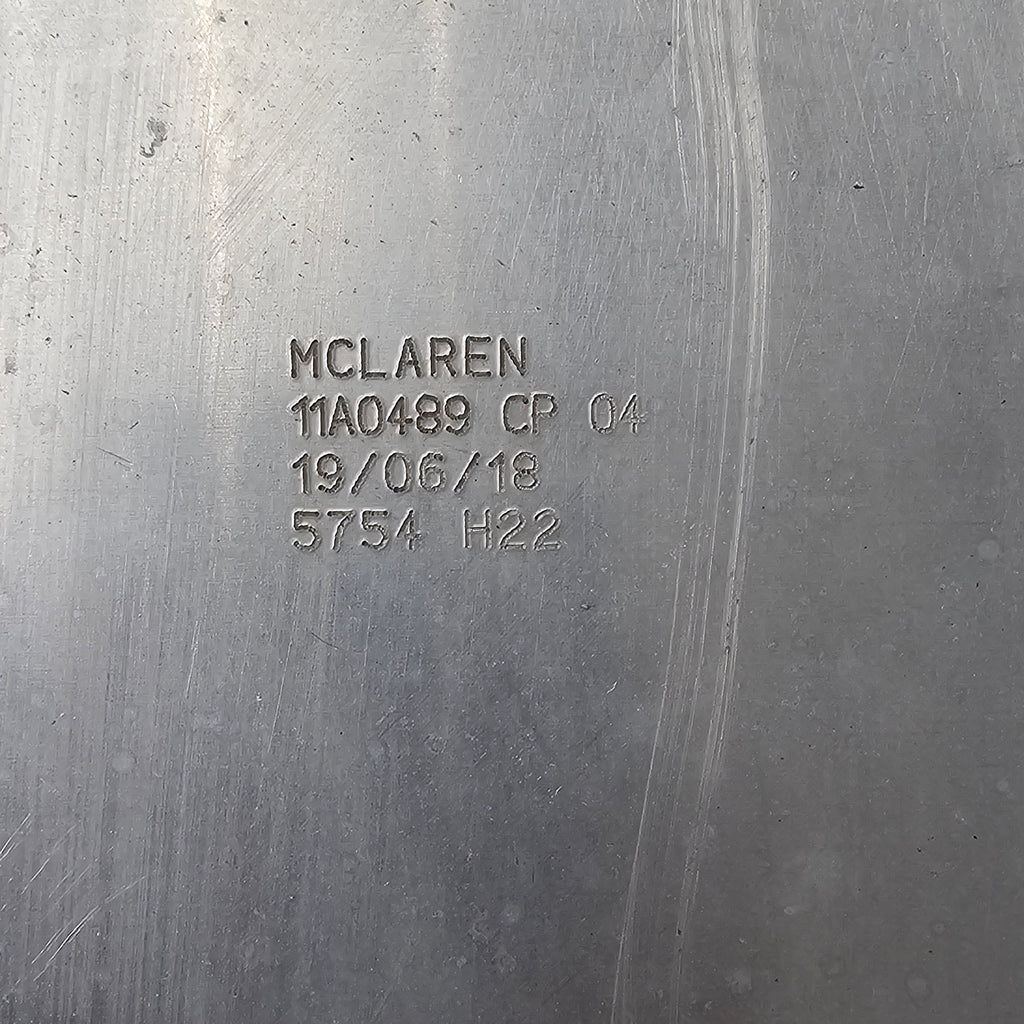 MCLAREN
11A0489 CP 04
19/06/18
5754 H22